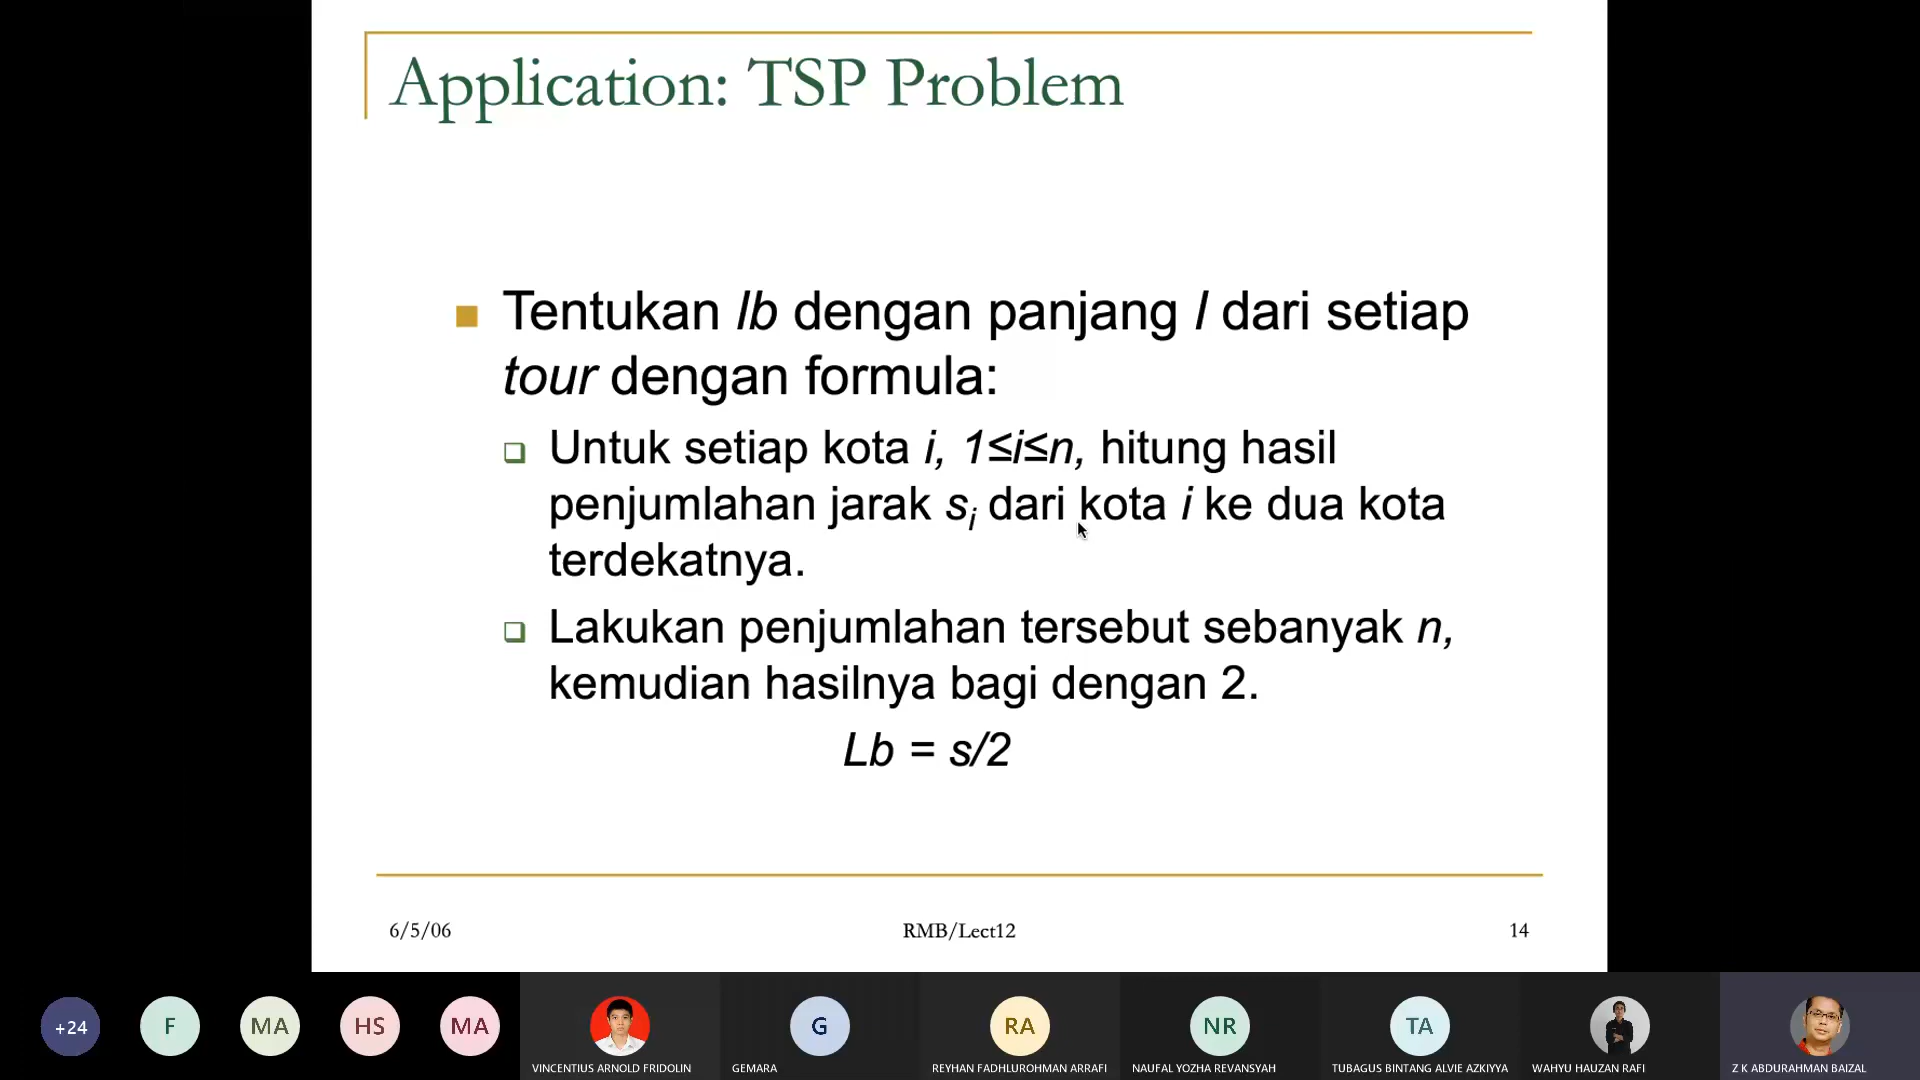 Application: TSP Problem
Tentukan lb dengan panjang l dari setiap
tour dengan formula:
Untuk setiap kota i, 1≤i≤n, hitung hasil
penjumlahan jarak si dari kota i ke dua kota
terdekatnya.
Lakukan penjumlahan tersebut sebanyak n,
kemudian hasilnya bagi dengan 2.
Lb = s/2
6/5/06 RMB/Lect12 14
+24 F MA HS MA G RA NR TA
VINCENTIUS ARNOLD FRIDOLIN GEMARA REYHAN FADHLUROHMAN ARRAFI NAUFAL YOZHA REVANSYAH TUBAGUS BINTANG ALVIE AZKIYYA WAHYU HAUZAN RAFI Z K ABDURAHMAN BAIZAL